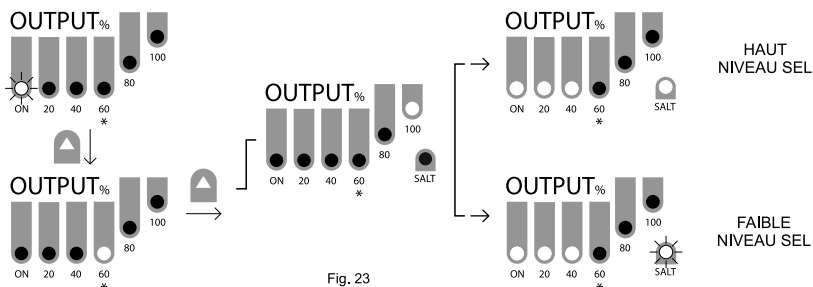 OUTPUT%
ON 20 40 60 80 100
*
OUTPUT%
ON 20 40 60 80 100
*
OUTPUT%
ON 20 40 60 80 100
*
SALT
OUTPUT%
ON 20 40 60 80 100
*
SALT
HAUT
NIVEAU SEL
OUTPUT%
ON 20 40 60 80 100
*
SALT
FAIBLE
NIVEAU SEL
Fig. 23